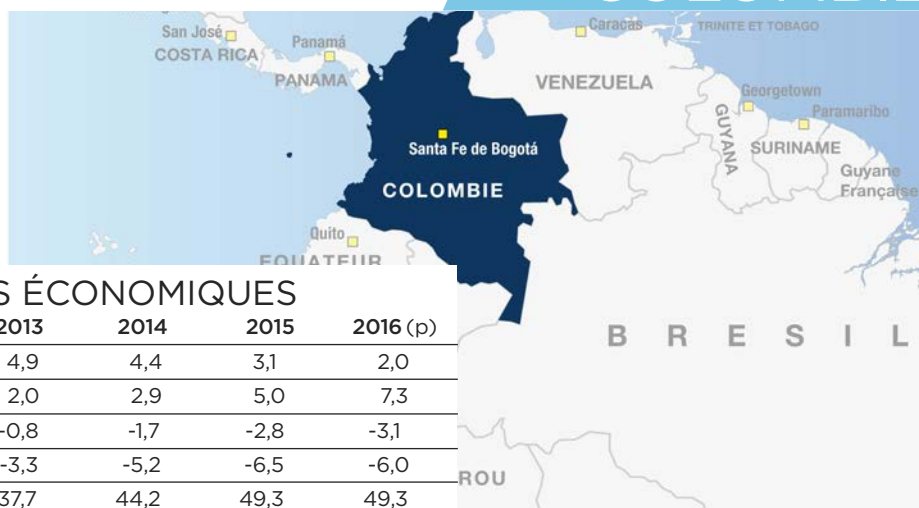 San José
Caracas
TRINITE ET TOBAGO
COSTA RICA
Panamá
PANAMA
VENEZUELA
Georgetown
Paramaribo
GUYANA
SURINAME
Santa Fe de Bogotá
Guyane
Française
COLOMBIE
Quito
EQUATEUR
BRESIL
S ÉCONOMIQUES
2013 2014 2015 2016 (p)
4,9 4,4 3,1 2,0
2,0 2,9 5,0 7,3
-0,8 -1,7 -2,8 -3,1
-3,3 -5,2 -6,5 -6,0
37,7 44,2 49,3 49,3
ROU